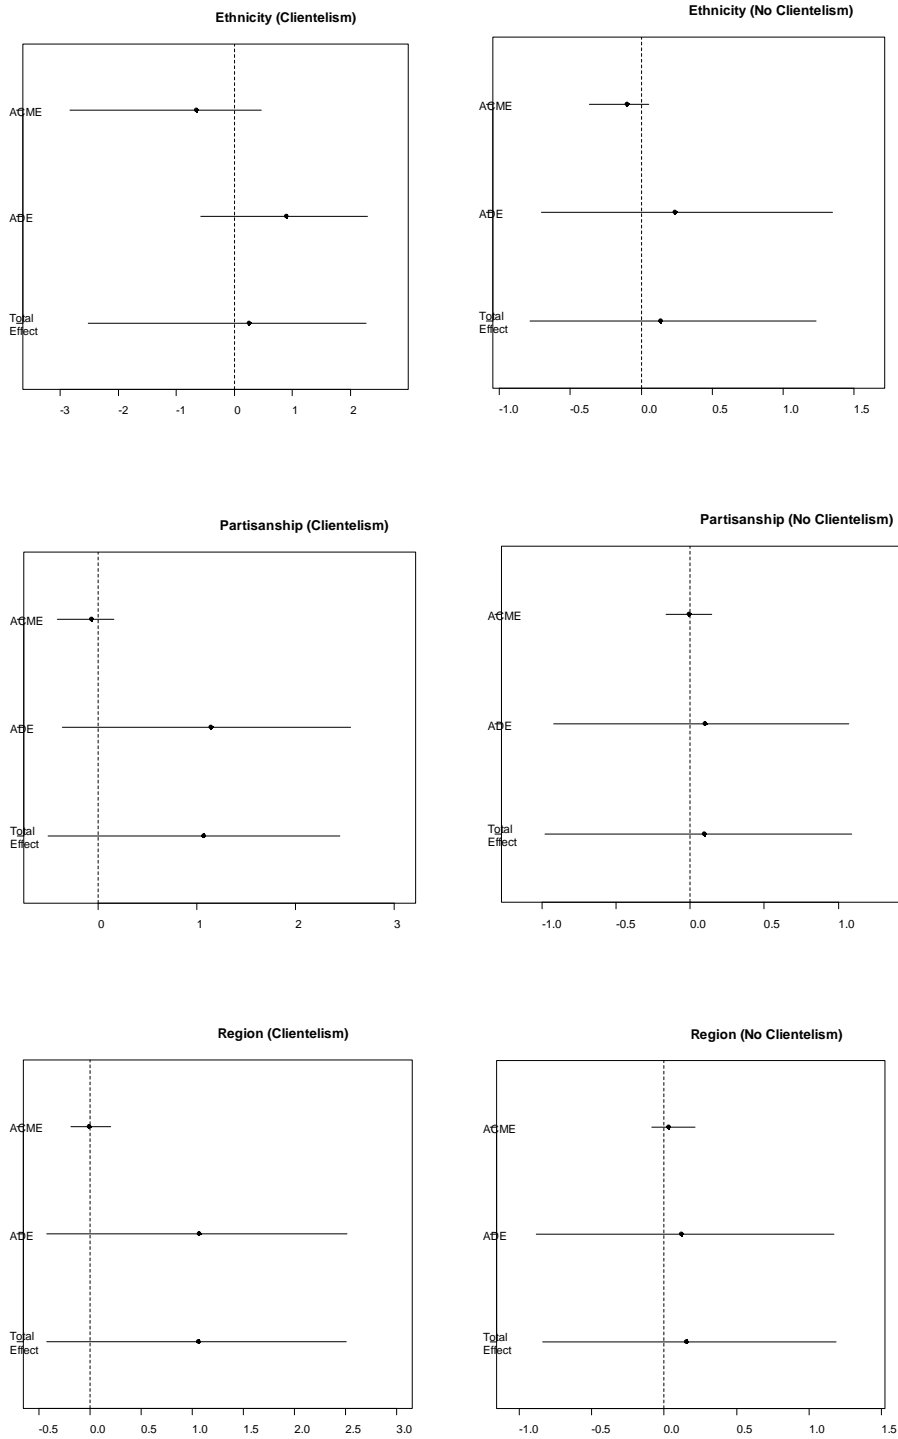 Ethnicity (Clientelism)
ACME
ADE
Total
Effect
-3 -2 -1 0 1 2
Ethnicity (No Clientelism)
ACME
ADE
Total
Effect
-1.0 -0.5 0.0 0.5 1.0 1.5
Partisanship (Clientelism)
ACME
ADE
Total
Effect
0 1 2 3
Partisanship (No Clientelism)
ACME
ADE
Total
Effect
-1.0 -0.5 0.0 0.5 1.0
Region (Clientelism)
ACME
ADE
Total
Effect
-0.5 0.0 0.5 1.0 1.5 2.0 2.5 3.0
Region (No Clientelism)
ACME
ADE
Total
Effect
-1.0 -0.5 0.0 0.5 1.0 1.5